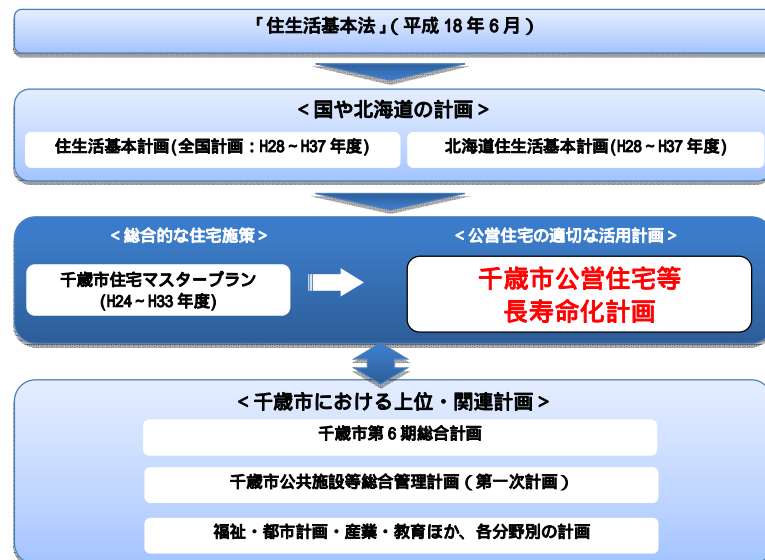 「住生活基本法」(平成18年6月)
<国や北海道の計画>
住生活基本計画(全国計画：H28～H37年度)
北海道住生活基本計画(H28～H37年度)
<総合的な住宅施策>
<公営住宅の適切な活用計画>
千歳市住宅マスタープラン
(H24～H33年度)
千歳市公営住宅等
長寿命化計画
<千歳市における上位・関連計画>
千歳市第6期総合計画
千歳市公共施設等総合管理計画(第一次計画)
福祉・都市計画・産業・教育ほか、各分野別の計画